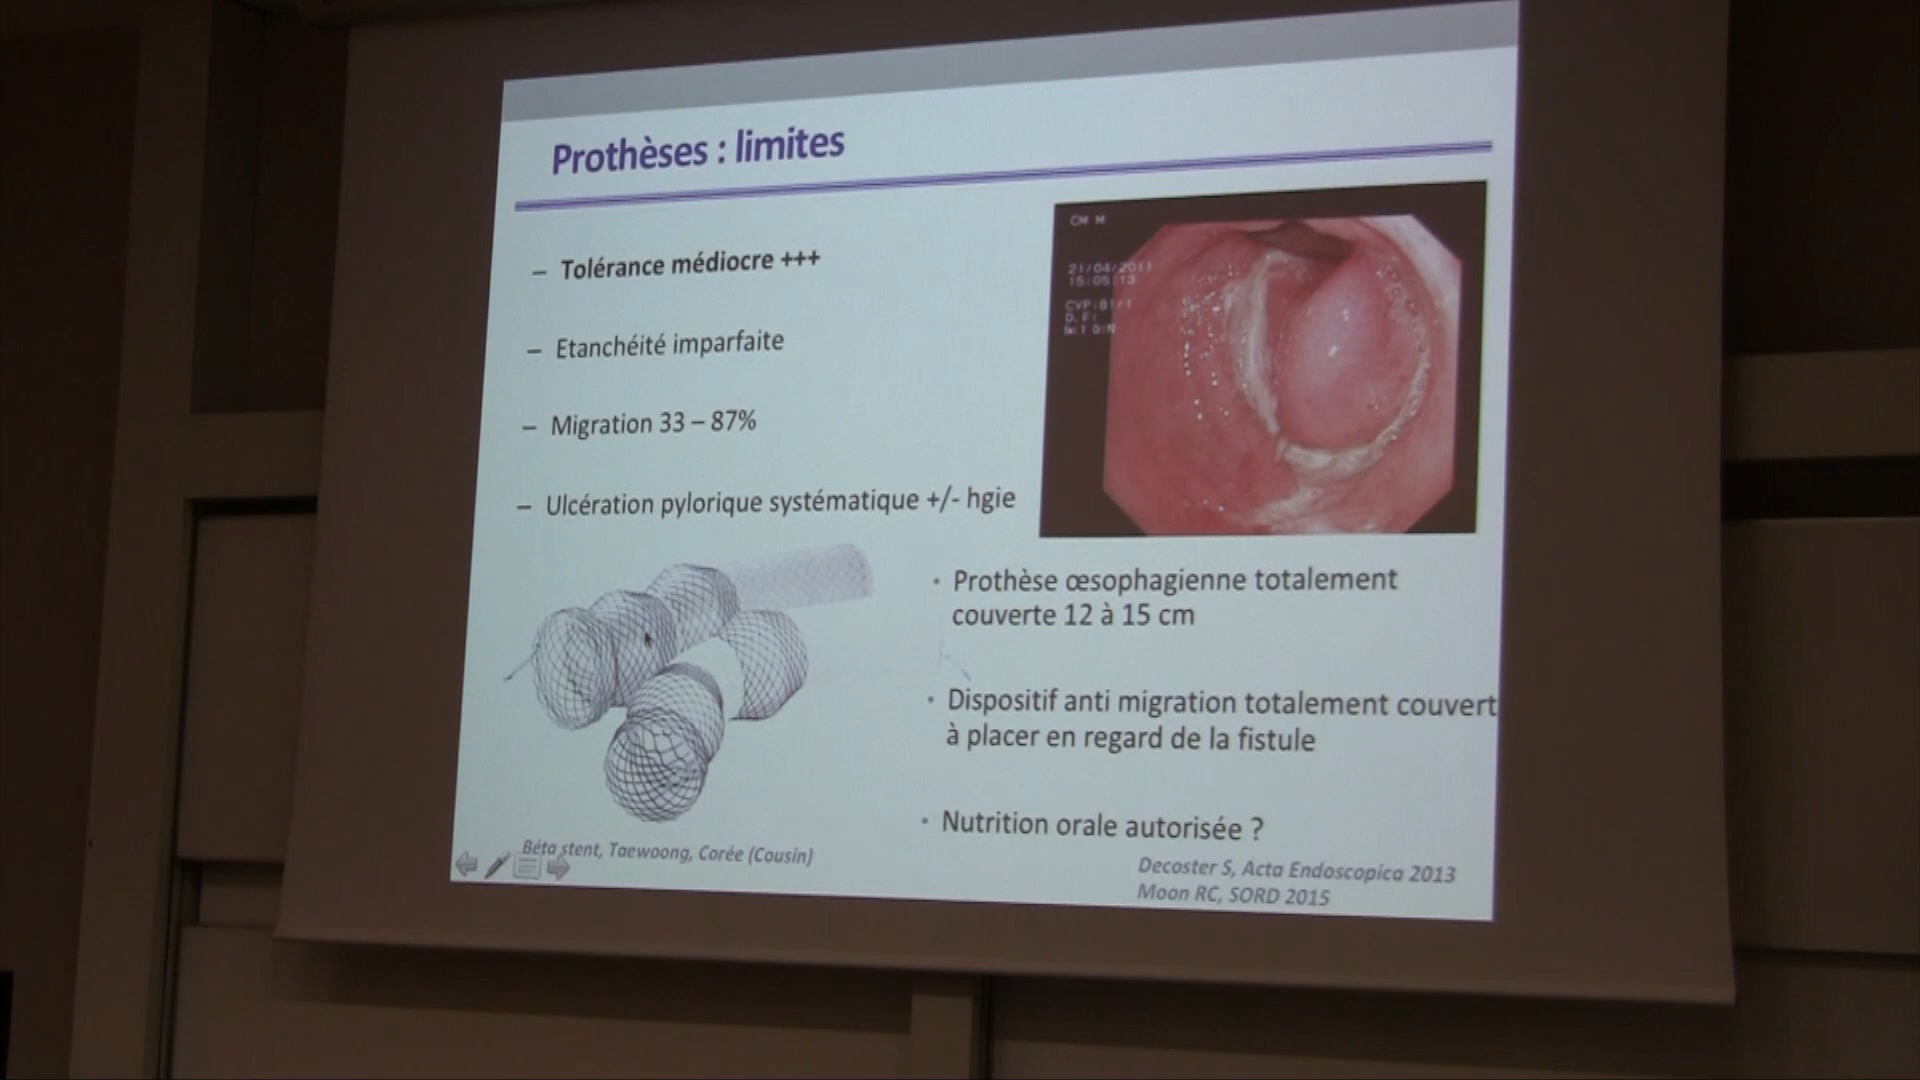 Prothèses : limites
– Tolérance médiocre +++
– Etanchéité imparfaite
– Migration 33 – 87%
– Ulcération pylorique systématique +/- hgie
CM M
21/04/2011
15:05:13
• Prothèse œsophagienne totalement
couverte 12 à 15 cm
• Dispositif anti migration totalement couvert
à placer en regard de la fistule
• Nutrition orale autorisée ?
Béta stent, Taewoong, Corée (Cousin)
Decoster S, Acta Endoscopica 2013
Moon RC, SORD 2015